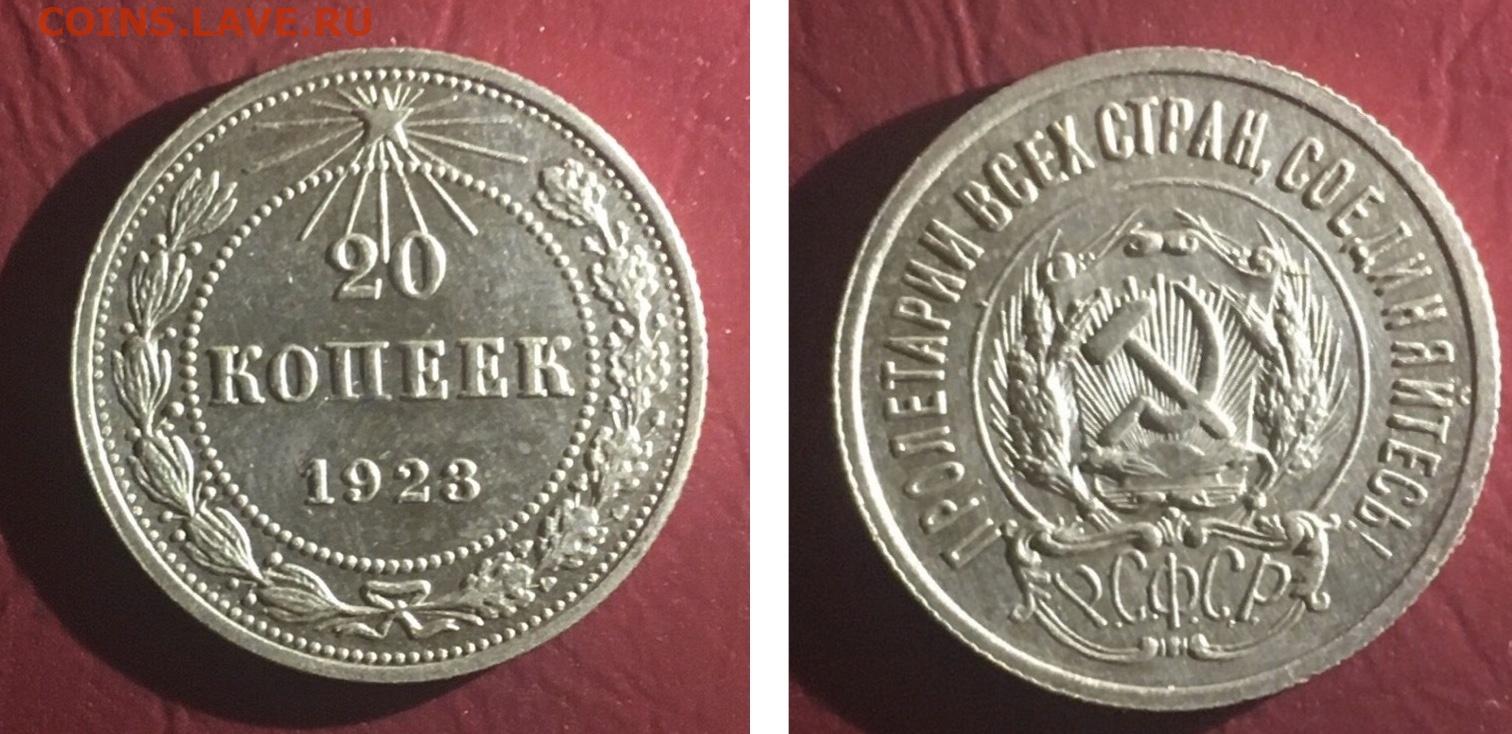 COINS.LAVE.RU
20
КОПЕЕК
1923
ПРОЛЕТАРИИ ВСЕХ СТРАН, СОЕДИНЯЙТЕСЬ!
Р.С.Ф.С.Р.